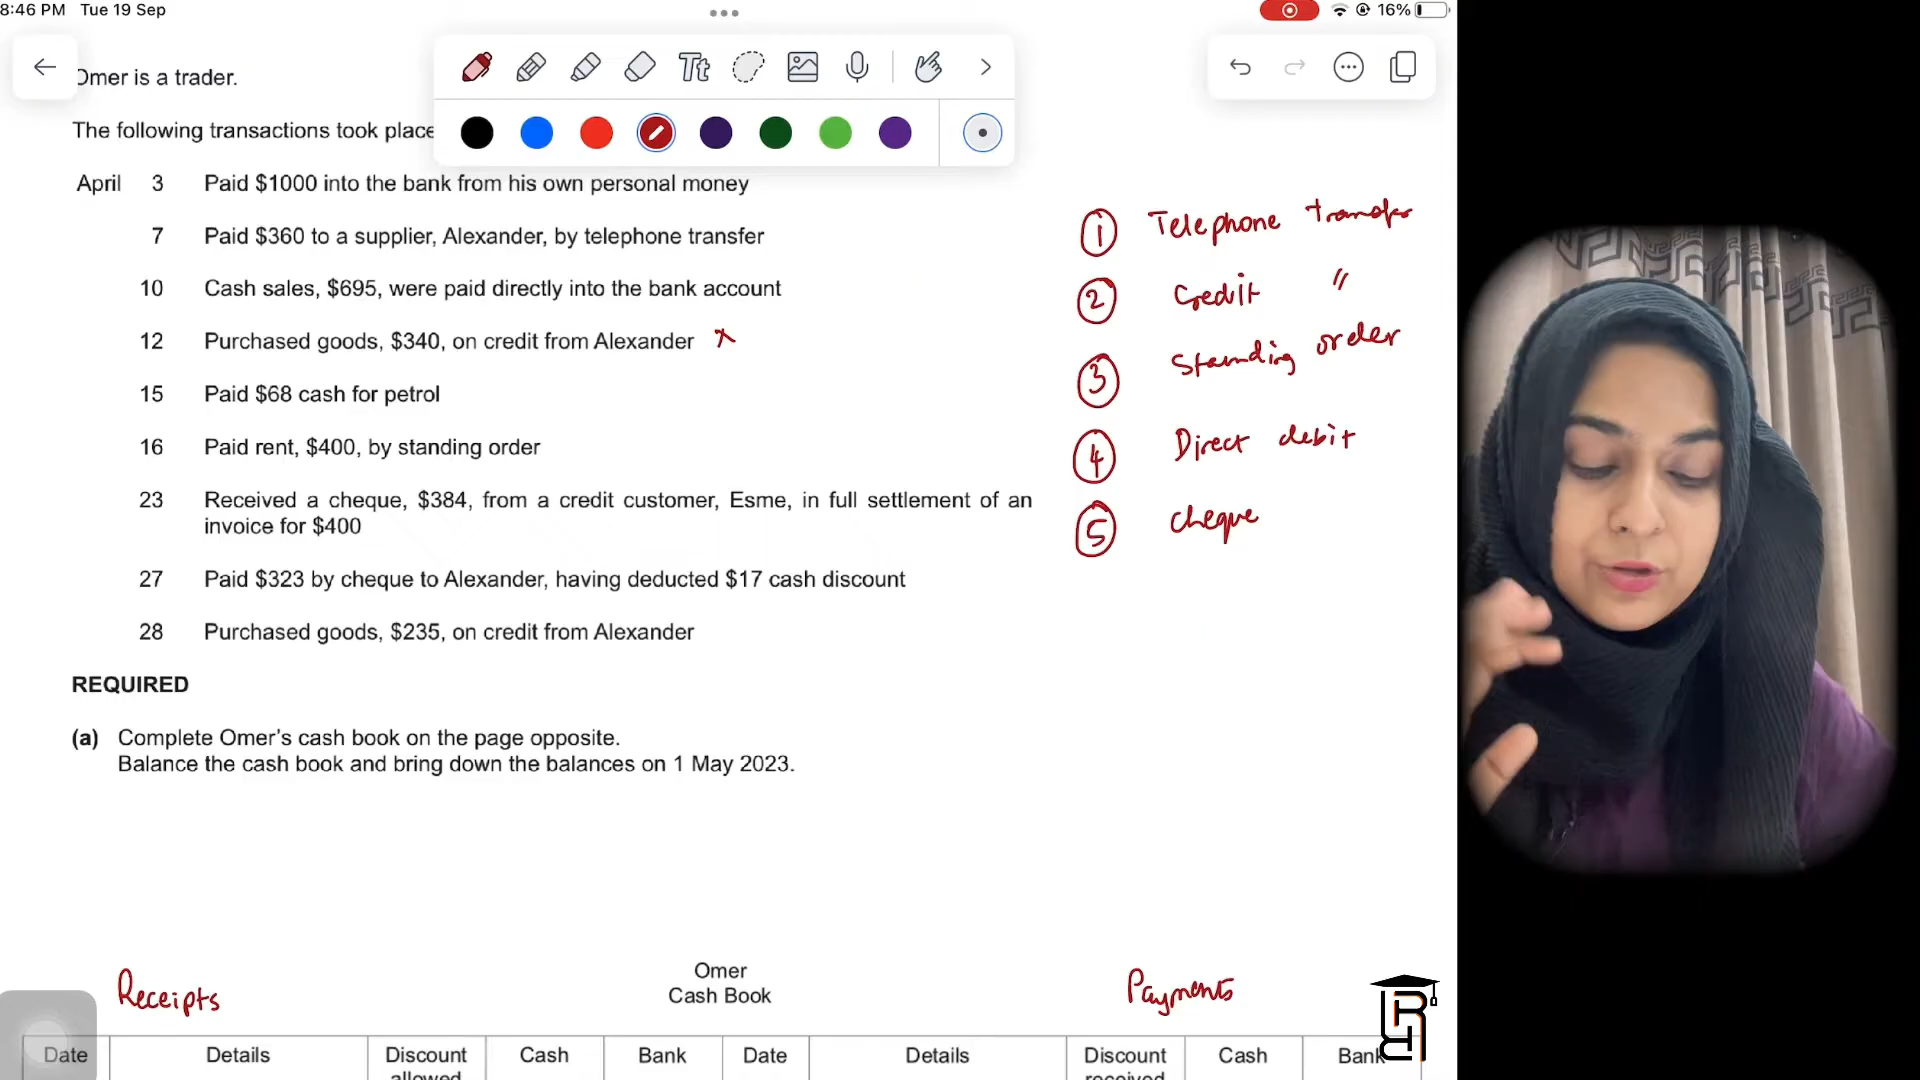 8:46 PM Tue 19 Sep
16%
Omer is a trader.
Tt
The following transactions took place
April 3 Paid $1000 into the bank from his own personal money
7 Paid $360 to a supplier, Alexander, by telephone transfer
10 Cash sales, $695, were paid directly into the bank account
12 Purchased goods, $340, on credit from Alexander x
15 Paid $68 cash for petrol
16 Paid rent, $400, by standing order
23 Received a cheque, $384, from a credit customer, Esme, in full settlement of an
invoice for $400
27 Paid $323 by cheque to Alexander, having deducted $17 cash discount
28 Purchased goods, $235, on credit from Alexander
1 Telephone transfer
2 Credit "
3 Standing order
4 Direct debit
5 cheque
REQUIRED
(a) Complete Omer's cash book on the page opposite.
Balance the cash book and bring down the balances on 1 May 2023.
Omer
Cash Book
Receipts
Payments
Date Details Discount allowed Cash Bank Date Details Discount received Cash Bank